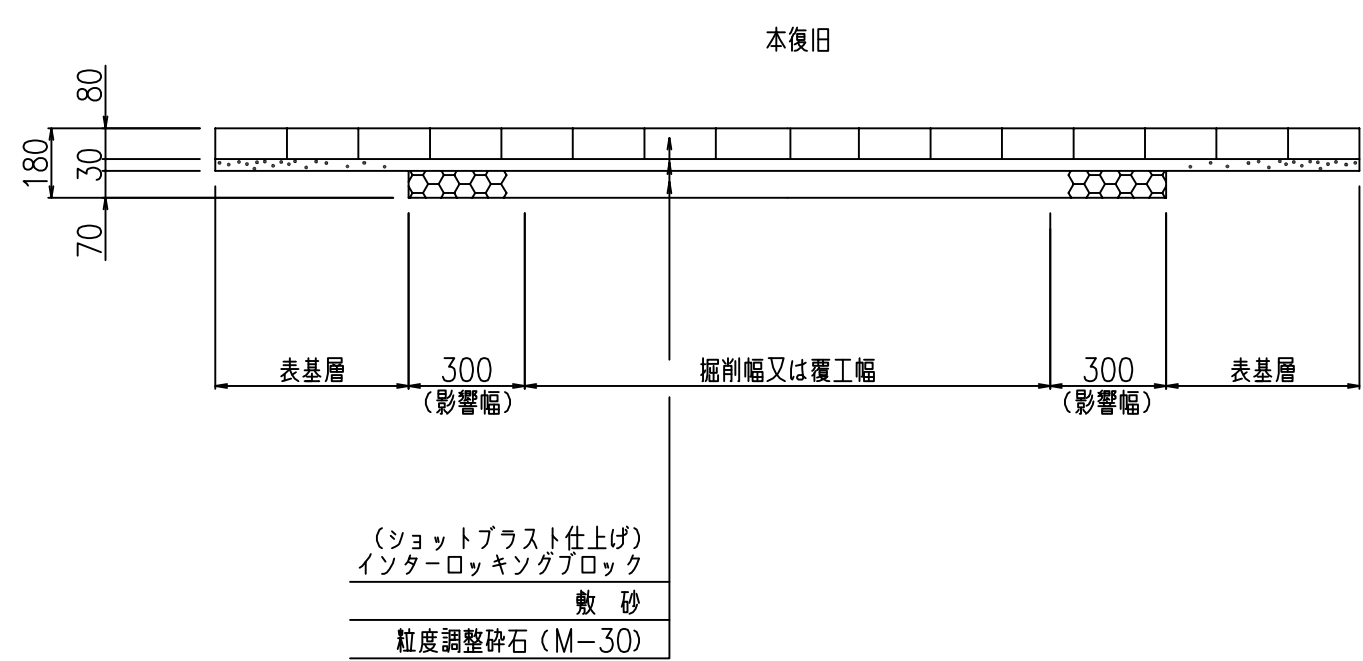 本復旧
80
180
30
70
表基層
300
(影響幅)
掘削幅又は覆工幅
300
(影響幅)
表基層
(ショットブラスト仕上げ)
インターロッキングブロック
敷 砂
粒度調整砕石(M-30)